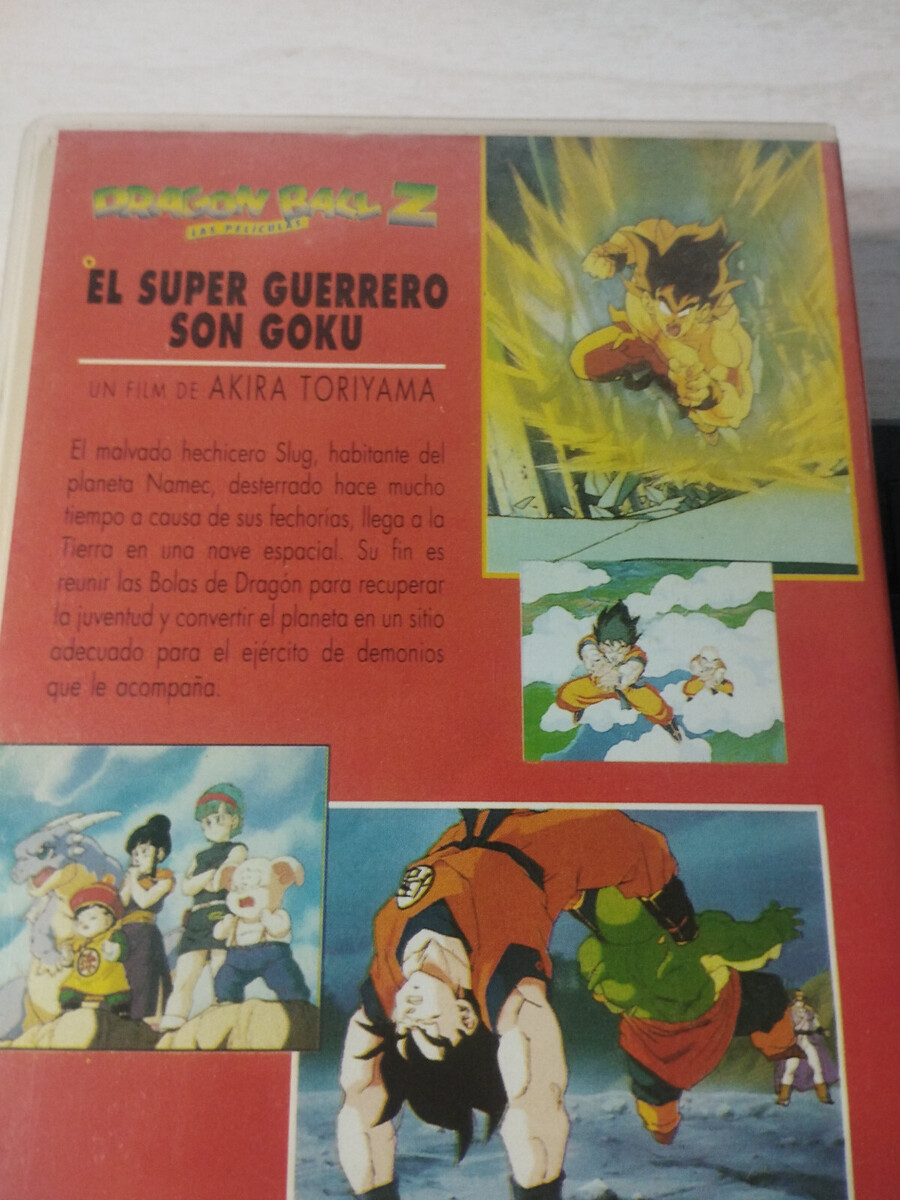 DRAGON BALL Z
LAS PELÍCULAS
EL SUPER GUERRERO
SON GOKU
UN FILM DE AKIRA TORIYAMA
El malvado hechicero Slug, habitante del
planeta Namec, desterrado hace mucho
tiempo a causa de sus fechorías, llega a la
Tierra en una nave espacial. Su fin es
reunir las Bolas de Dragón para recuperar
la juventud y convertir el planeta en un sitio
adecuado para el ejército de demonios
que le acompaña.